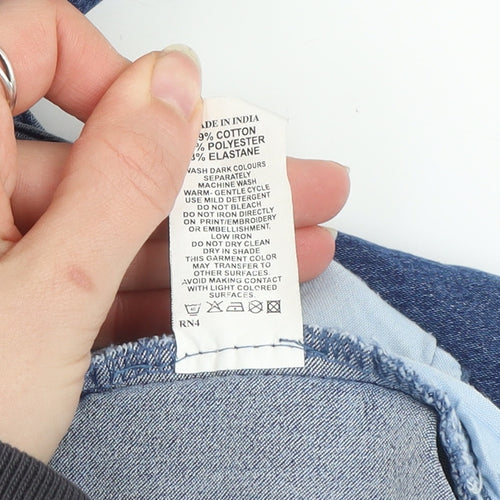 MADE IN INDIA
9% COTTON
% POLYESTER
3% ELASTANE
WASH DARK COLOURS
SEPARATELY
MACHINE WASH
WARM- GENTLE CYCLE
USE MILD DETERGENT
DO NOT BLEACH
DO NOT IRON DIRECTLY
ON PRINT/EMBROIDERY
OR EMBELLISHMENT.
LOW IRON
DO NOT DRY CLEAN
DRY IN SHADE
THIS GARMENT COLOR
MAY TRANSFER TO
OTHER SURFACES.
AVOID MAKING CONTACT
WITH LIGHT COLORED
SURFACES.
RN4